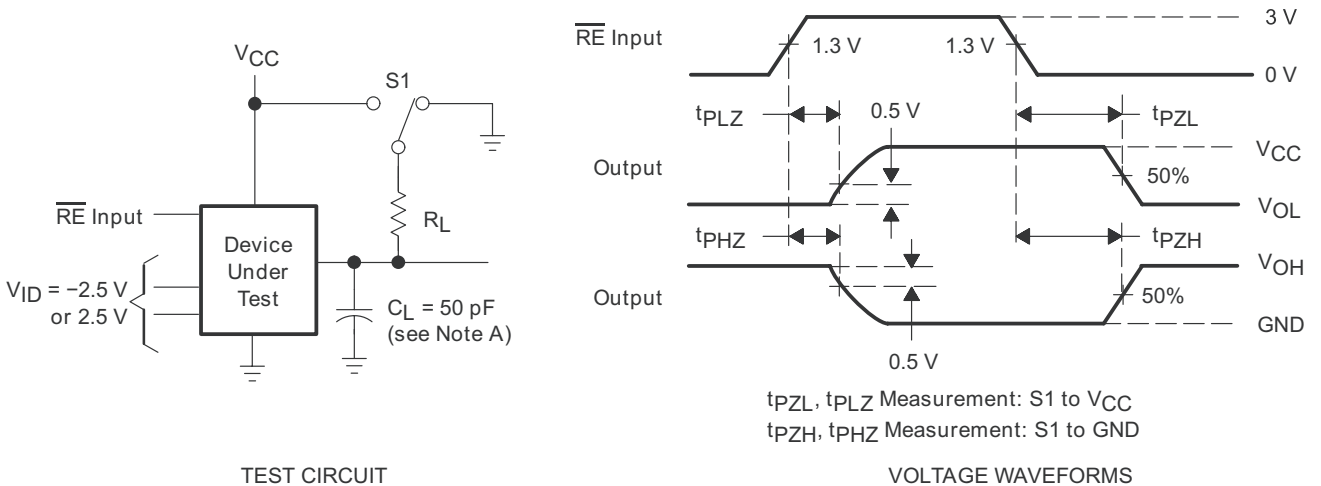 VCC
S1
RE Input
Device
Under
Test
RL
VID = −2.5 V
or 2.5 V
CL = 50 pF
(see Note A)
TEST CIRCUIT
RE Input
1.3 V
1.3 V
3 V
0 V
tPLZ
0.5 V
tPZL
Output
VCC
50%
VOL
tPHZ
tPZH
Output
VOH
50%
GND
0.5 V
tPZL, tPLZ Measurement: S1 to VCC
tPZH, tPHZ Measurement: S1 to GND
VOLTAGE WAVEFORMS